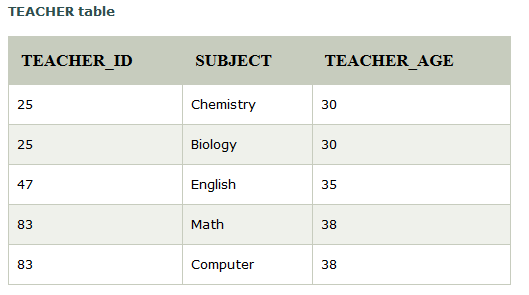 TEACHER table
TEACHER_ID SUBJECT TEACHER_AGE
25 Chemistry 30
25 Biology 30
47 English 35
83 Math 38
83 Computer 38